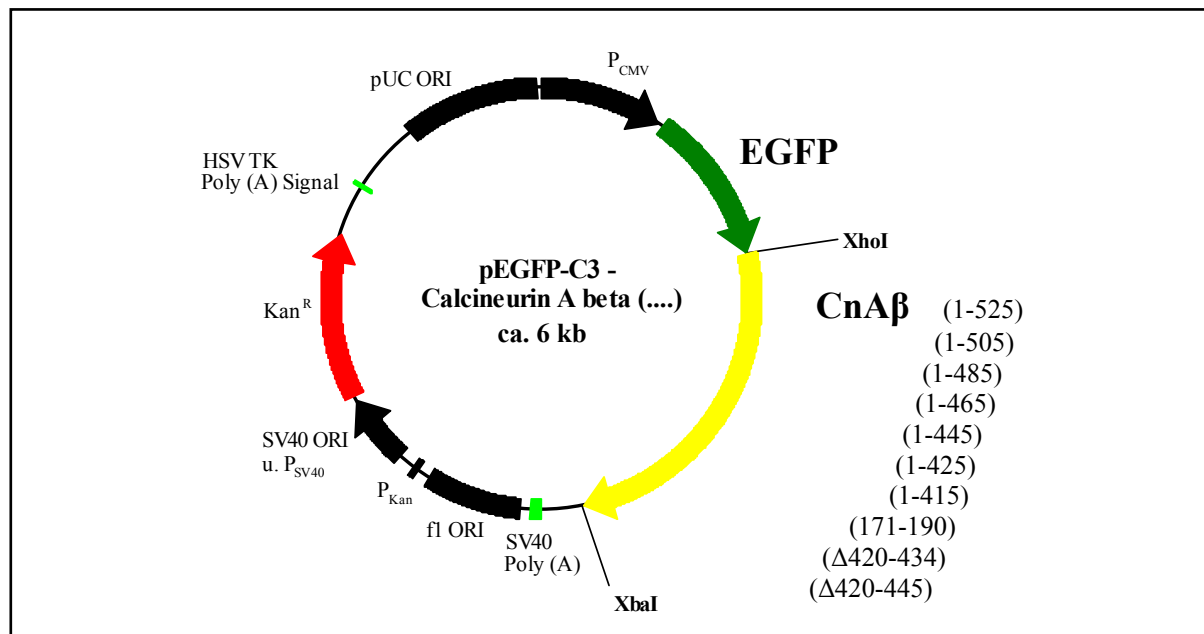 P_CMV
pUC ORI
EGFP
HSV TK
Poly (A) Signal
XhoI
pEGFP-C3 -
Calcineurin A beta (....)
ca. 6 kb
Kan^R
CnAβ
(1-525)
(1-505)
(1-485)
(1-465)
(1-445)
(1-425)
(1-415)
(171-190)
(Δ420-434)
(Δ420-445)
SV40 ORI
u. P_SV40
P_Kan
f1 ORI
SV40
Poly (A)
XbaI